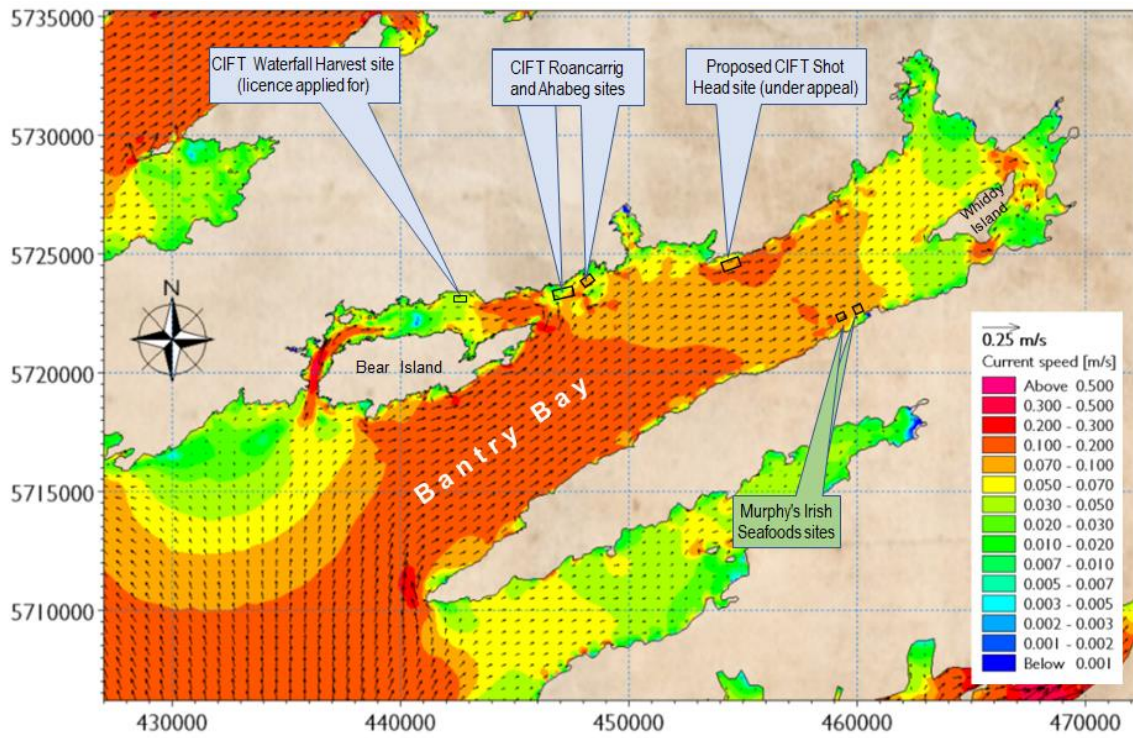 5735000
5730000
5725000
5720000
5715000
5710000
430000
440000
450000
460000
470000
CIFT Waterfall Harvest site
(licence applied for)
CIFT Roancarrig
and Ahabeg sites
Proposed CIFT Shot
Head site (under appeal)
Whiddy
Island
N
Bear Island
Bantry Bay
Murphy's Irish
Seafoods sites
0.25 m/s
Current speed [m/s]
Above 0.500
0.300 - 0.500
0.200 - 0.300
0.100 - 0.200
0.070 - 0.100
0.050 - 0.070
0.030 - 0.050
0.020 - 0.030
0.010 - 0.020
0.007 - 0.010
0.005 - 0.007
0.003 - 0.005
0.002 - 0.003
0.001 - 0.002
Below 0.001